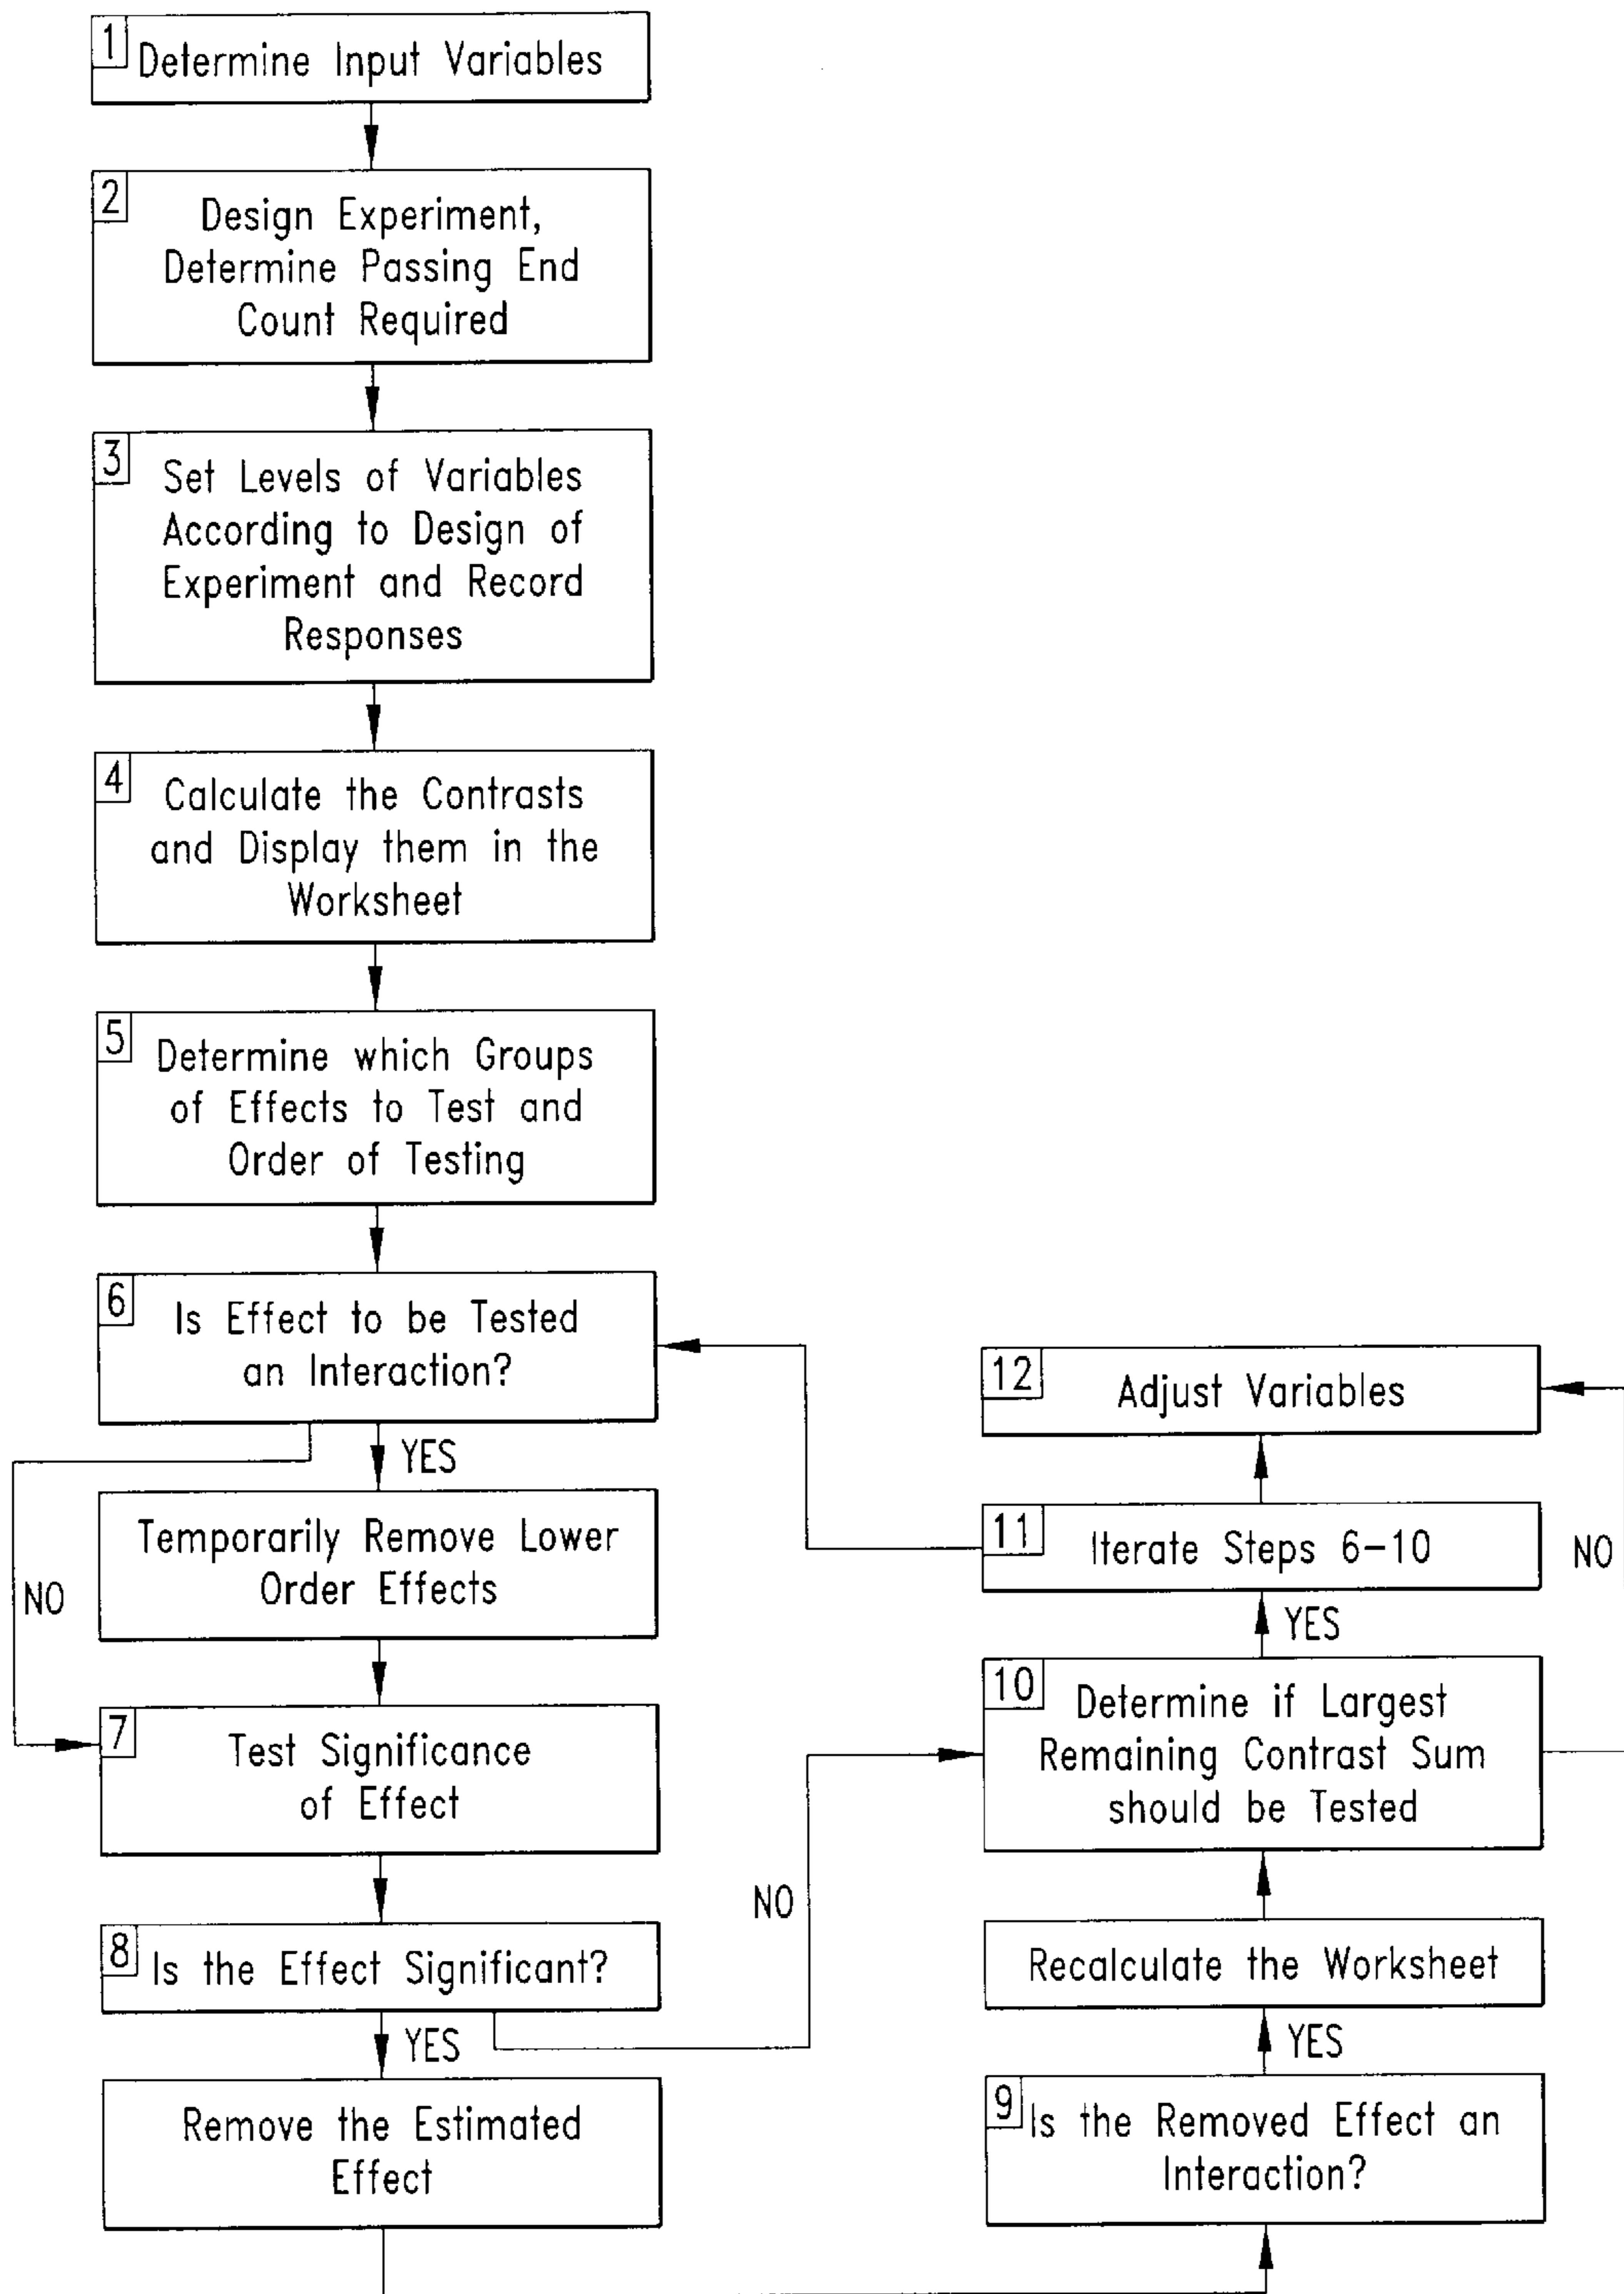 1
Determine Input Variables
2
Design Experiment,
Determine Passing End
Count Required
3
Set Levels of Variables
According to Design of
Experiment and Record
Responses
4
Calculate the Contrasts
and Display them in the
Worksheet
5
Determine which Groups
of Effects to Test and
Order of Testing
6
Is Effect to be Tested
an Interaction?
YES
NO
Temporarily Remove Lower
Order Effects
7
Test Significance
of Effect
8
Is the Effect Significant?
YES
NO
Remove the Estimated
Effect
12
Adjust Variables
11
Iterate Steps 6-10
NO
YES
10
Determine if Largest
Remaining Contrast Sum
should be Tested
Recalculate the Worksheet
YES
9
Is the Removed Effect an
Interaction?